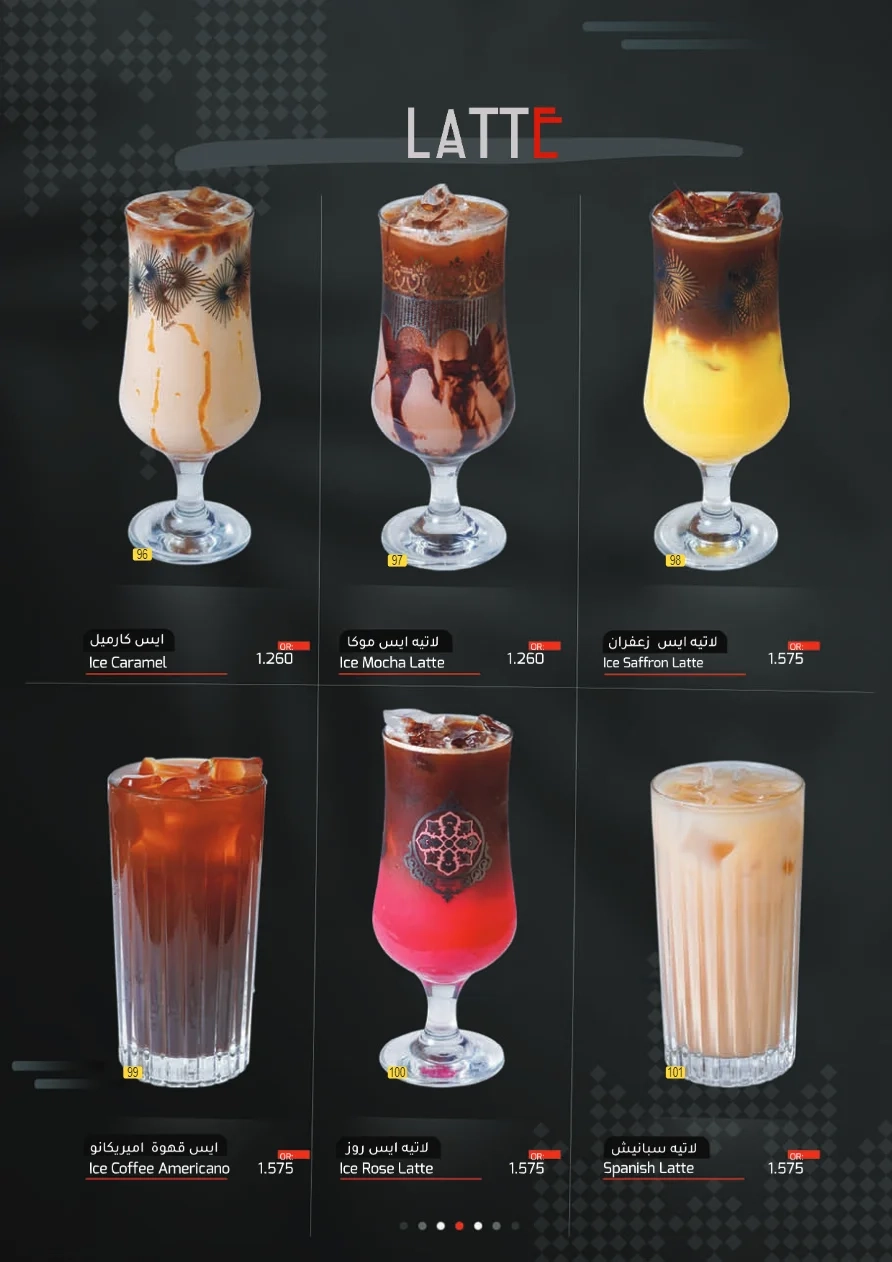 LATTE
96
97
98
ايس كارميل
Ice Caramel
OR:
1.260
لاتيه ايس موكا
Ice Mocha Latte
OR:
1.260
لاتيه ايس زعفران
Ice Saffron Latte
OR:
1.575
99
100
101
ايس قهوة اميريكانو
Ice Coffee Americano
OR:
1.575
لاتيه ايس روز
Ice Rose Latte
OR:
1.575
لاتيه سبانيش
Spanish Latte
OR:
1.575